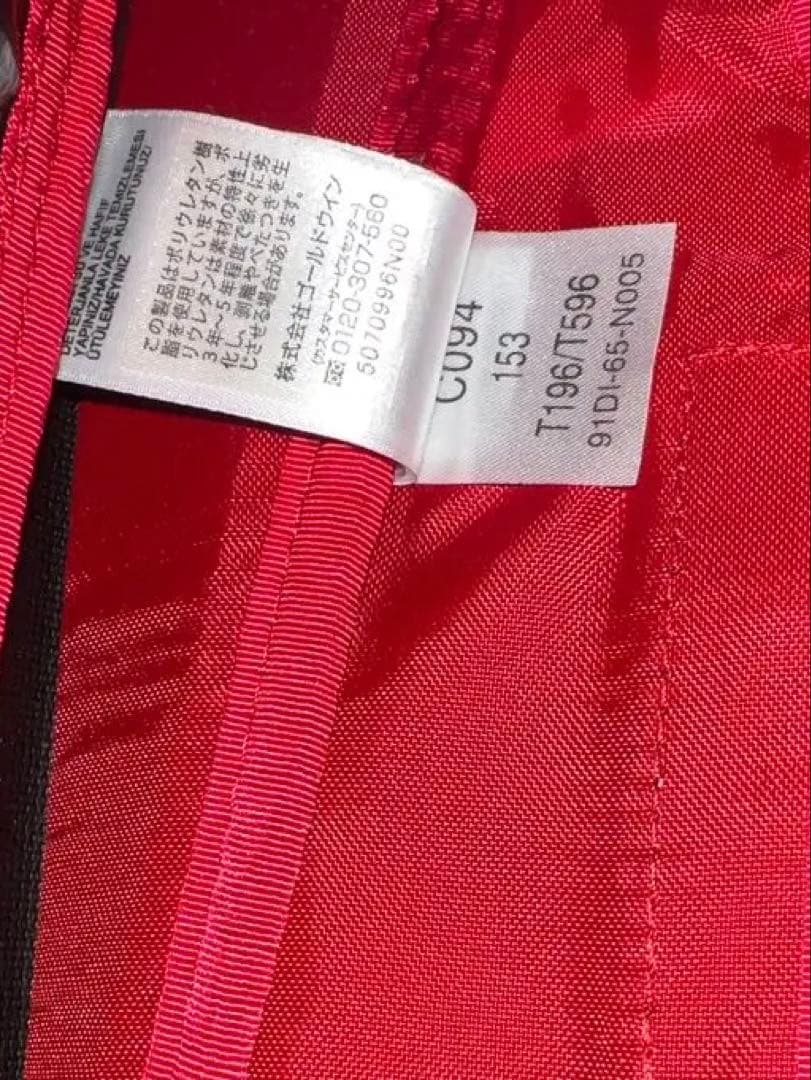 DETERJANLA LEKE TEMİZLEMESİ
YAPINIZ/HAVADA KURUTUNUZ/
ÜTÜLEMEYİNİZ
この製品はポリウレタン樹
脂を使用していますが、ポ
リウレタンは素材の特性上
3年〜5年程度で徐々に劣
化し、剥離やべたつきを生
じさせる場合があります。
株式会社ゴールドウイン
(カスタマーサービスセンター)
0120-307-560
5070996N00
C094
153
T196/T596
91DI-65-N005